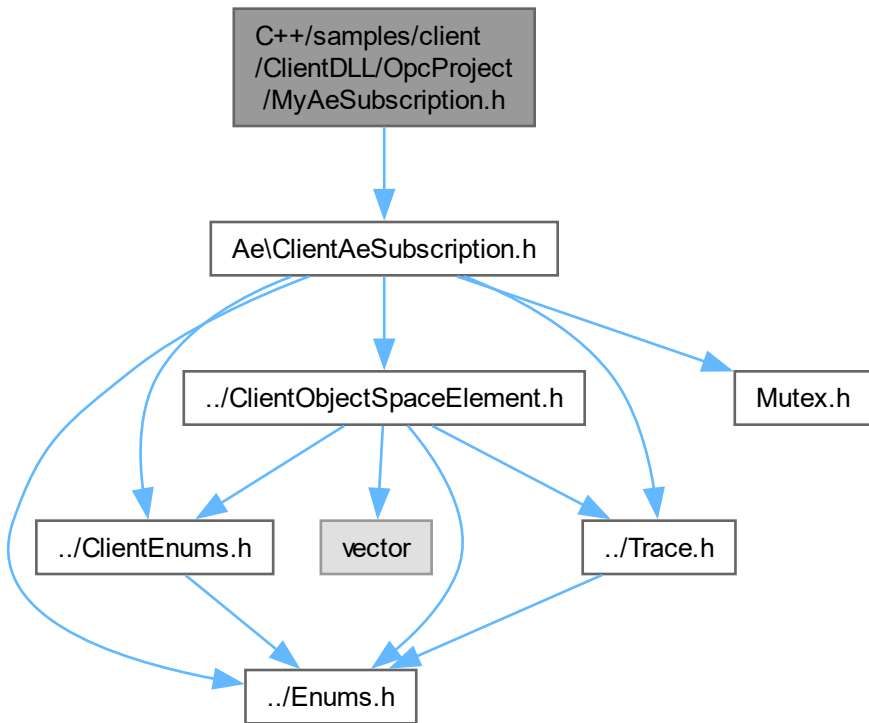 C++/samples/client
/ClientDLL/OpcProject
/MyAeSubscription.h
Ae\ClientAeSubscription.h
../ClientObjectSpaceElement.h
Mutex.h
../ClientEnums.h
vector
../Trace.h
../Enums.h